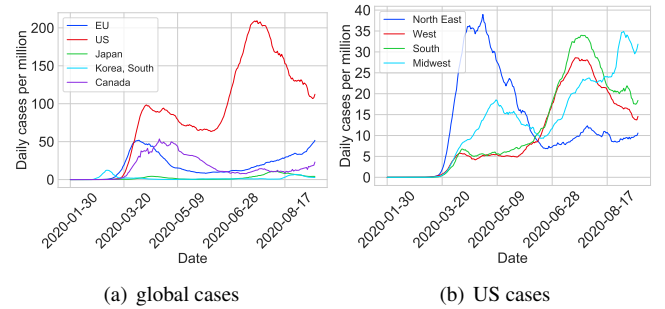 Daily cases per million
200
150
100
50
0
EU
US
Japan
Korea, South
Canada
2020-01-30
2020-03-20
2020-05-09
2020-06-28
2020-08-17
Date
(a) global cases
Daily cases per million
40
35
30
25
20
15
10
5
0
North East
West
South
Midwest
2020-01-30
2020-03-20
2020-05-09
2020-06-28
2020-08-17
Date
(b) US cases